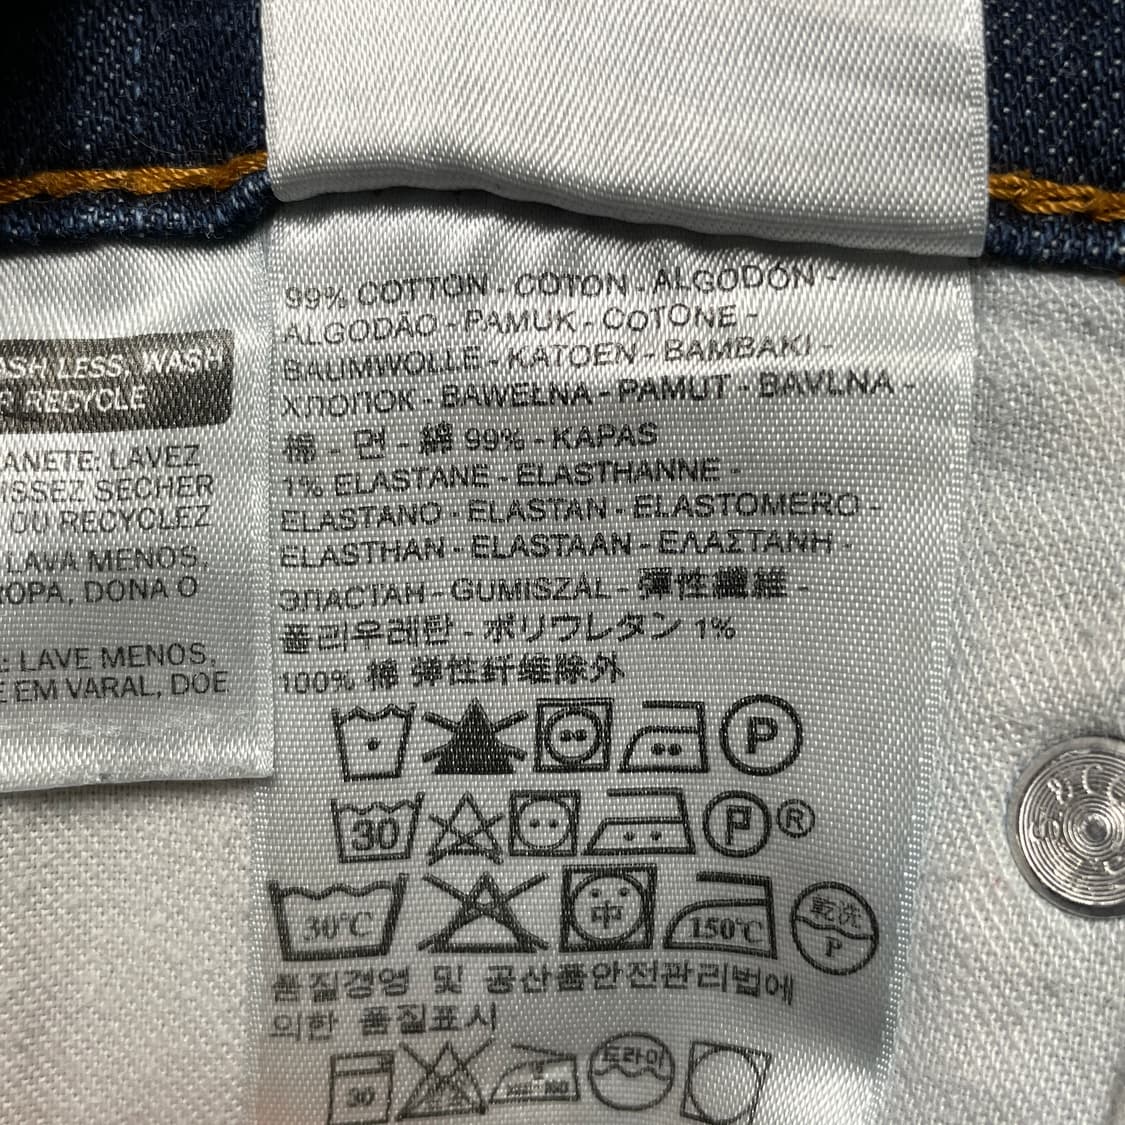 ASH LESS, WASH
R RECYCLE
ANETE: LAVEZ
ISSEZ SÉCHER
OU RECYCLEZ
LAVA MENOS,
ROPA, DONA O
: LAVE MENOS,
E EM VARAL, DOE
99% COTTON - COTON - ALGODÓN -
ALGODÃO - PAMUK - COTONE -
BAUMWOLLE - KATOEN - BAMBAKI -
ХЛОПОК - BAWEŁNA - PAMUT - BAVLNA -
棉 - 면 - 綿 99% - KAPAS
1% ELASTANE - ELASTHANNE -
ELASTANO - ELASTAN - ELASTOMERO -
ELASTHAN - ELASTAAN - ΕΛΑΣΤΑΝΗ -
ЭЛАСТАН - GUMISZÁL - 彈性纖維 -
폴리우레탄 - ポリウレタン 1%
100% 棉 弹性纤维除外
P
30 P ®
30°C 中 150℃ 乾洗 P
품질경영 및 공산품안전관리법에
의한 품질표시
30 드라이